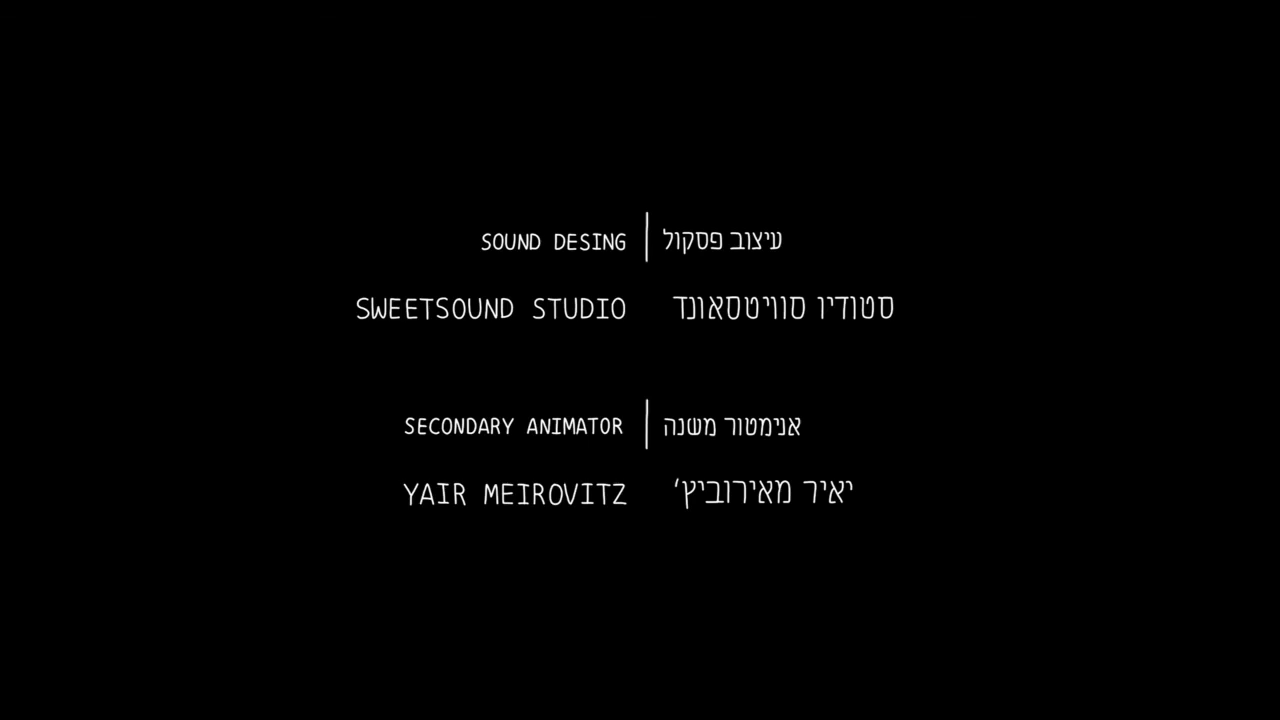 SOUND DESING | עיצוב פסקול
SWEETSOUND STUDIO סטודיו סוויטסאונד
SECONDARY ANIMATOR | אנימטור משנה
YAIR MEIROVITZ יאיר מאירוביץ'